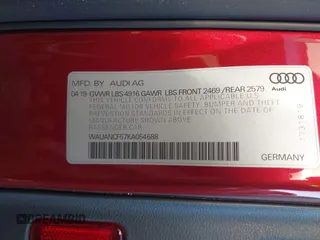 MFD. BY AUDI AG
04 19 GVWR LBS 4916 GAWR LBS FRONT 2469 /REAR 2579
THIS VEHICLE CONFORMS TO ALL APPLICABLE U.S.
FEDERAL MOTOR VEHICLE SAFETY, BUMPER AND THEFT
PREVENTION STANDARDS IN EFFECT ON THE DATE OF
MANUFACTURE SHOWN ABOVE
PASSENGER CAR
WAUANCF57KA054688
GERMANY
AUTOBIDMASTER